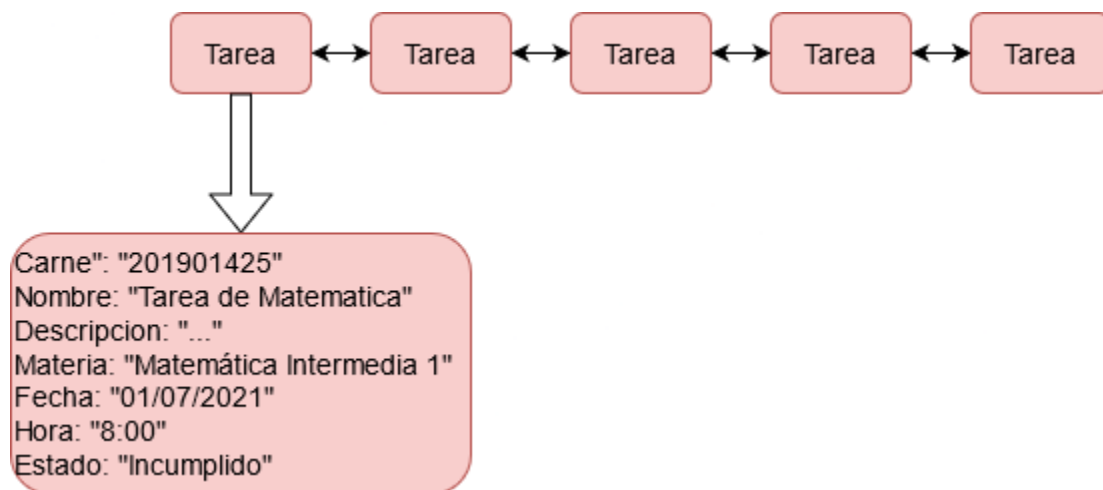 Tarea
Tarea
Tarea
Tarea
Tarea
Carne": "201901425"
Nombre: "Tarea de Matematica"
Descripcion: "..."
Materia: "Matemática Intermedia 1"
Fecha: "01/07/2021"
Hora: "8:00"
Estado: "Incumplido"